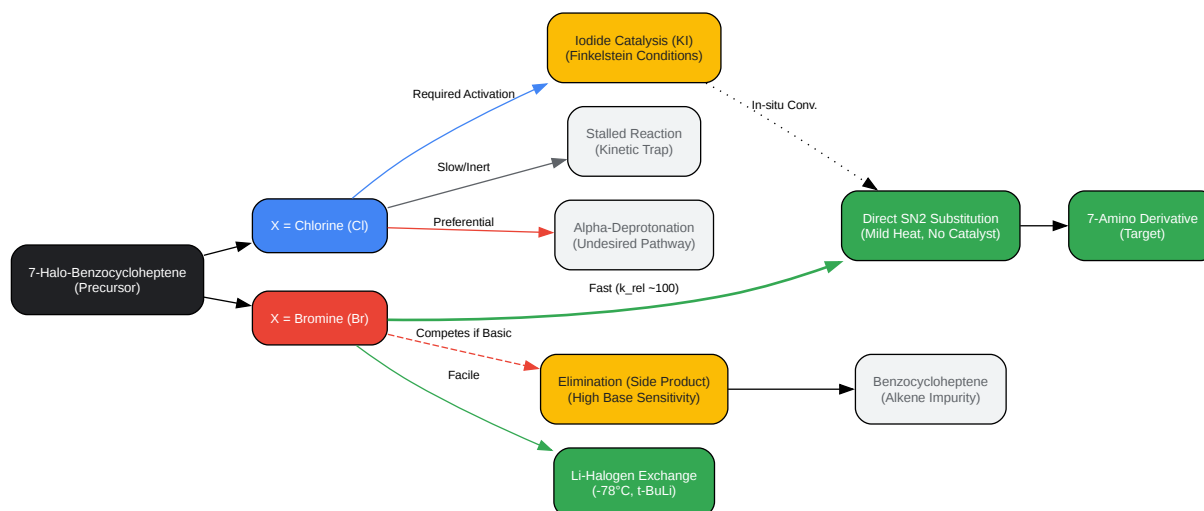 Iodide Catalysis (KI)
(Finkelstein Conditions)
Required Activation
In-situ Conv.
Stalled Reaction
(Kinetic Trap)
Slow/Inert
X = Chlorine (Cl)
Preferential
Alpha-Deprotonation
(Undesired Pathway)
Direct SN2 Substitution
(Mild Heat, No Catalyst)
7-Amino Derivative
(Target)
7-Halo-Benzocycloheptene
(Precursor)
Fast (k_rel ~100)
X = Bromine (Br)
Competes if Basic
Facile
Elimination (Side Product)
(High Base Sensitivity)
Benzocycloheptene
(Alkene Impurity)
Li-Halogen Exchange
(-78°C, t-BuLi)